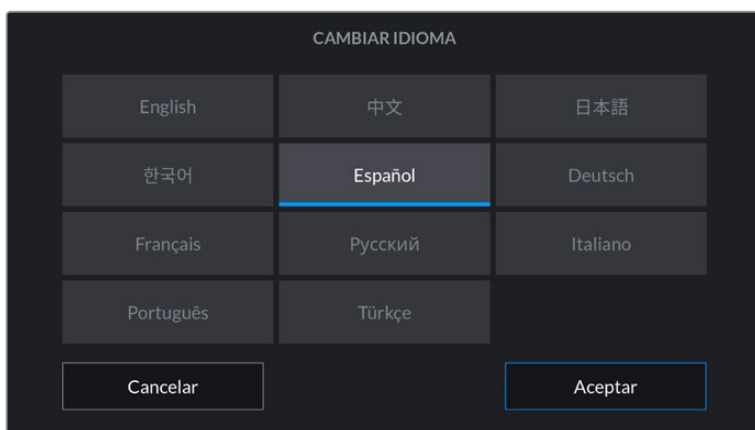 CAMBIAR IDIOMA
English 中文 日本語
한국어 Español Deutsch
Français Русский Italiano
Português Türkçe
Cancelar Aceptar